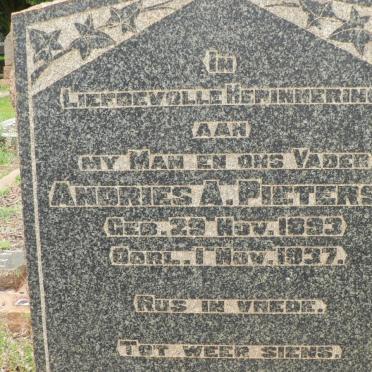 IN
LIEFDEVOLLE HERINNERIN
AAN
MY MAN EN ONS VADER
ANDRIES A. PIETERS
GEB. 29 NOV. 1893
OORL. 1 NOV. 1937.
RUS IN VREDE.
TOT WEER SIENS.